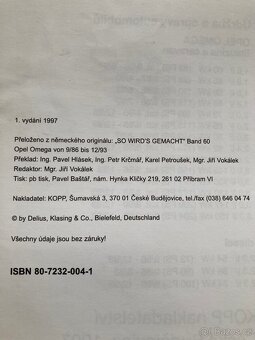 1. vydání 1997
Přeloženo z německého originálu: „SO WIRD'S GEMACHT" Band 60
Opel Omega von 9/86 bis 12/93
Překlad: Ing. Pavel Hlásek, Ing. Petr Krčmář, Karel Petroušek, Mgr. Jiří Vokálek
Redaktor: Mgr. Jiří Vokálek
Tisk: pb tisk, Pavel Baštář, nám. Hynka Kličky 219, 261 02 Příbram VI
Nakladatel: KOPP, Šumavská 3, 370 01 České Budějovice, tel./fax (038) 646 04 74
© by Delius, Klasing & Co., Bielefeld, Deutschland
Všechny údaje jsou bez záruky!
ISBN 80-7232-004-1